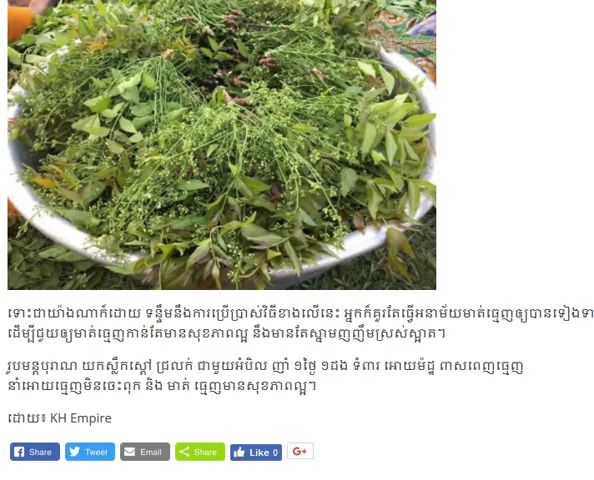 ទោះជាយ៉ាងណាក៏ដោយ ទន្ទឹមនឹងការប្រើប្រាស់វិធីខាងលើនេះ អ្នកក៏គួរតែធ្វើអនាម័យមាត់ធ្មេញឲ្យបានទៀងទា
ដើម្បីជួយឲ្យមាត់ធ្មេញកាន់តែមានសុខភាពល្អ នឹងមានតែស្នាមញញឹមស្រស់ស្អាត។
រូបមន្តបុរាណ យកស្លឹកស្តៅ ជ្រលក់ ជាមួយអំបិល ញាំ ១ថ្ងៃ ១ដង ទំពារ អោយម៉ដ្ឋ ពាសពេញធ្មេញ
នាំអោយធ្មេញមិនចេះពុក និង មាត់ ធ្មេញមានសុខភាពល្អ។
ដោយ៖ KH Empire
Share Tweet Email Share Like 0 G+